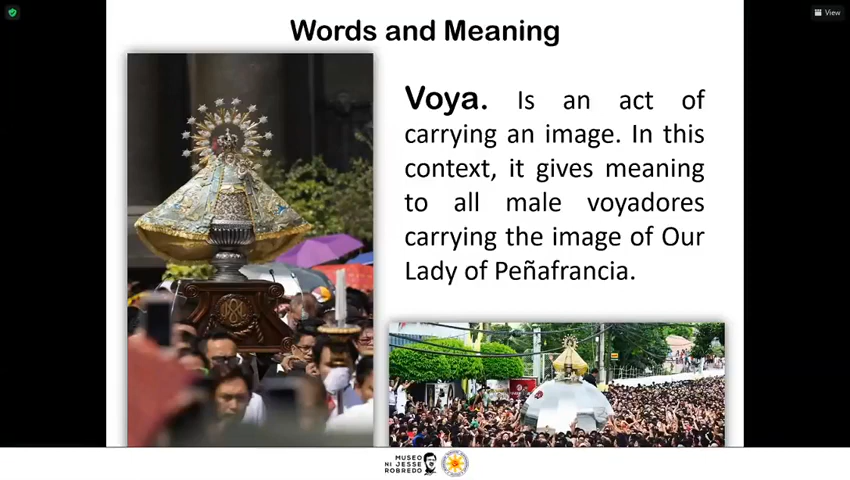 View
Words and Meaning
Voya. Is an act of
carrying an image. In this
context, it gives meaning
to all male voyadores
carrying the image of Our
Lady of Peñafrancia.
MUSEO
NI JESSE
ROBREDO